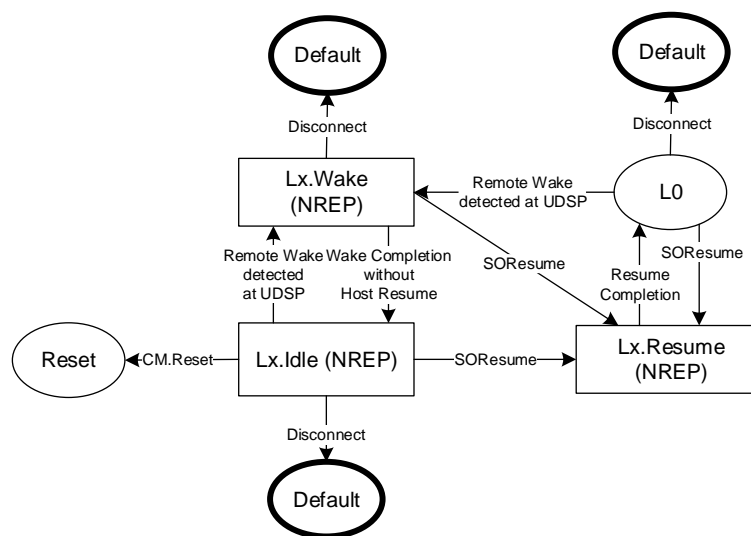 Default
Default
Disconnect
Disconnect
Lx.Wake
(NREP)
Remote Wake
detected at UDSP
L0
Remote Wake
detected
at UDSP
Wake Completion
without
Host Resume
SOResume
Resume
Completion
SOResume
Reset
CM.Reset
Lx.Idle (NREP)
SOResume
Lx.Resume
(NREP)
Disconnect
Default